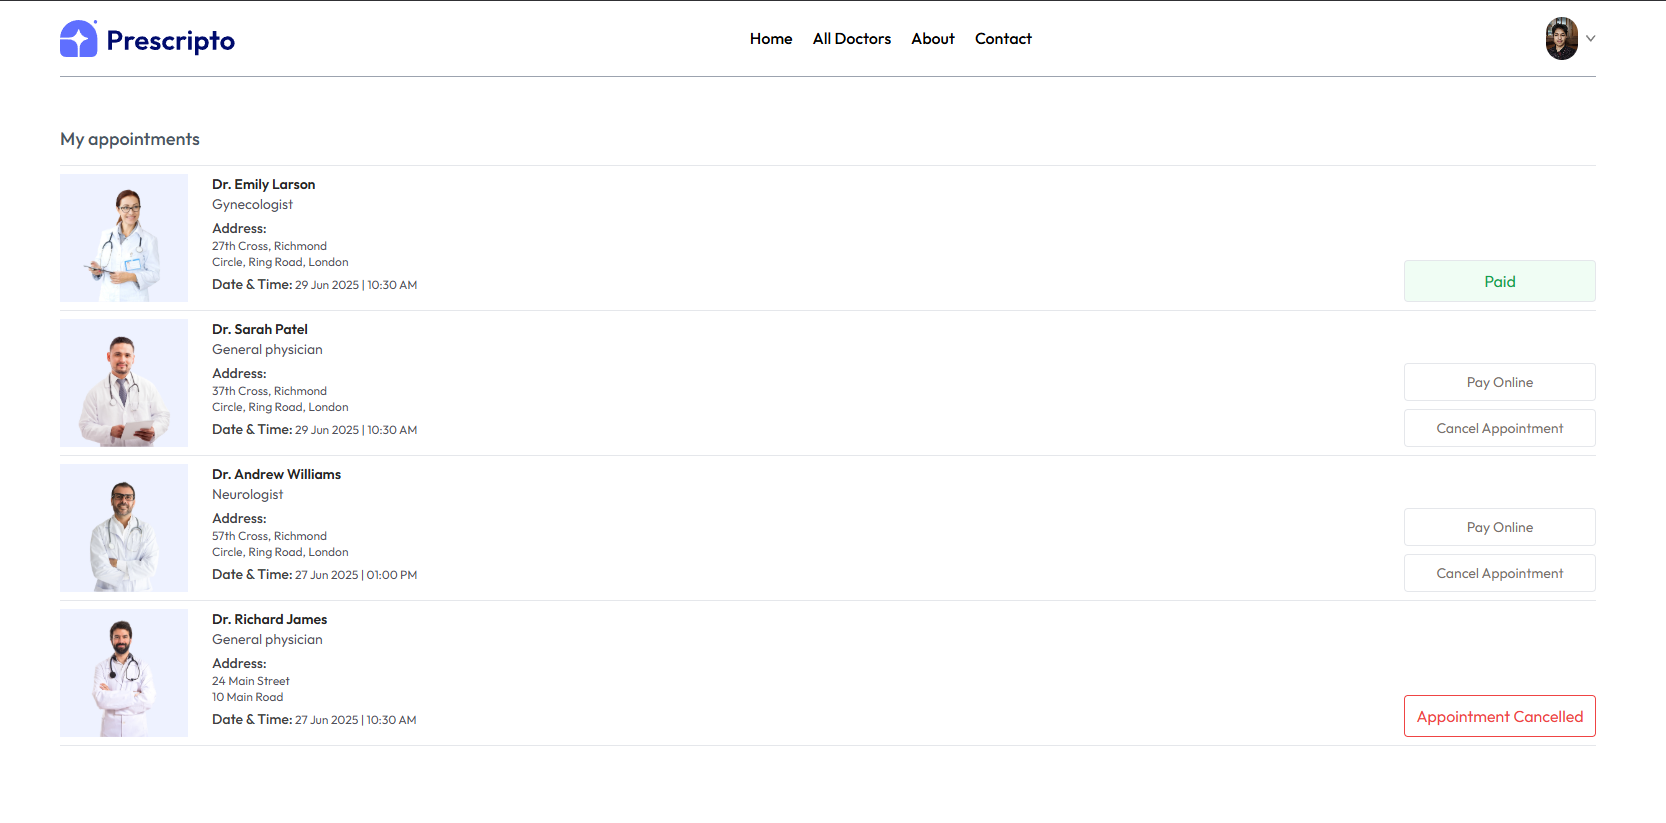 Prescripto
Home All Doctors About Contact
My appointments
Dr. Emily Larson
Gynecologist
Address:
27th Cross, Richmond
Circle, Ring Road, London
Date & Time: 29 Jun 2025 | 10:30 AM
Paid
Dr. Sarah Patel
General physician
Address:
37th Cross, Richmond
Circle, Ring Road, London
Date & Time: 29 Jun 2025 | 10:30 AM
Pay Online
Cancel Appointment
Dr. Andrew Williams
Neurologist
Address:
57th Cross, Richmond
Circle, Ring Road, London
Date & Time: 27 Jun 2025 | 01:00 PM
Pay Online
Cancel Appointment
Dr. Richard James
General physician
Address:
24 Main Street
10 Main Road
Date & Time: 27 Jun 2025 | 10:30 AM
Appointment Cancelled